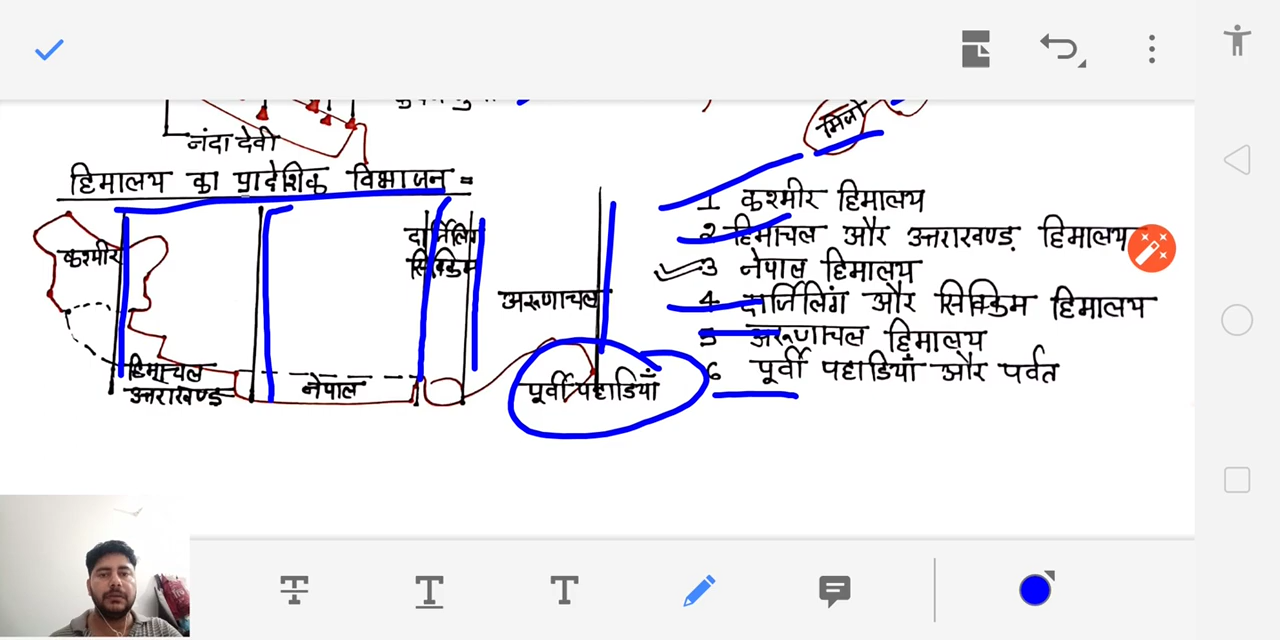 नंदा देवी
मिजो
हिमालय का प्रादेशिक विभाजन =
कश्मीर
दार्जिलिंग
सिक्किम
अरूणाचल
हिमाचल
उत्तराखण्ड
नेपाल
पूर्वी पहाडियाँ
1 कश्मीर हिमालय
2 हिमाचल और उत्तराखण्ड़ हिमालय
3 नेपाल हिमालय
4 दार्जिलिंग और सिक्किम हिमालय
5 अरूणाचल हिमालय
6 पूर्वी पहाडियाँ और पर्वत